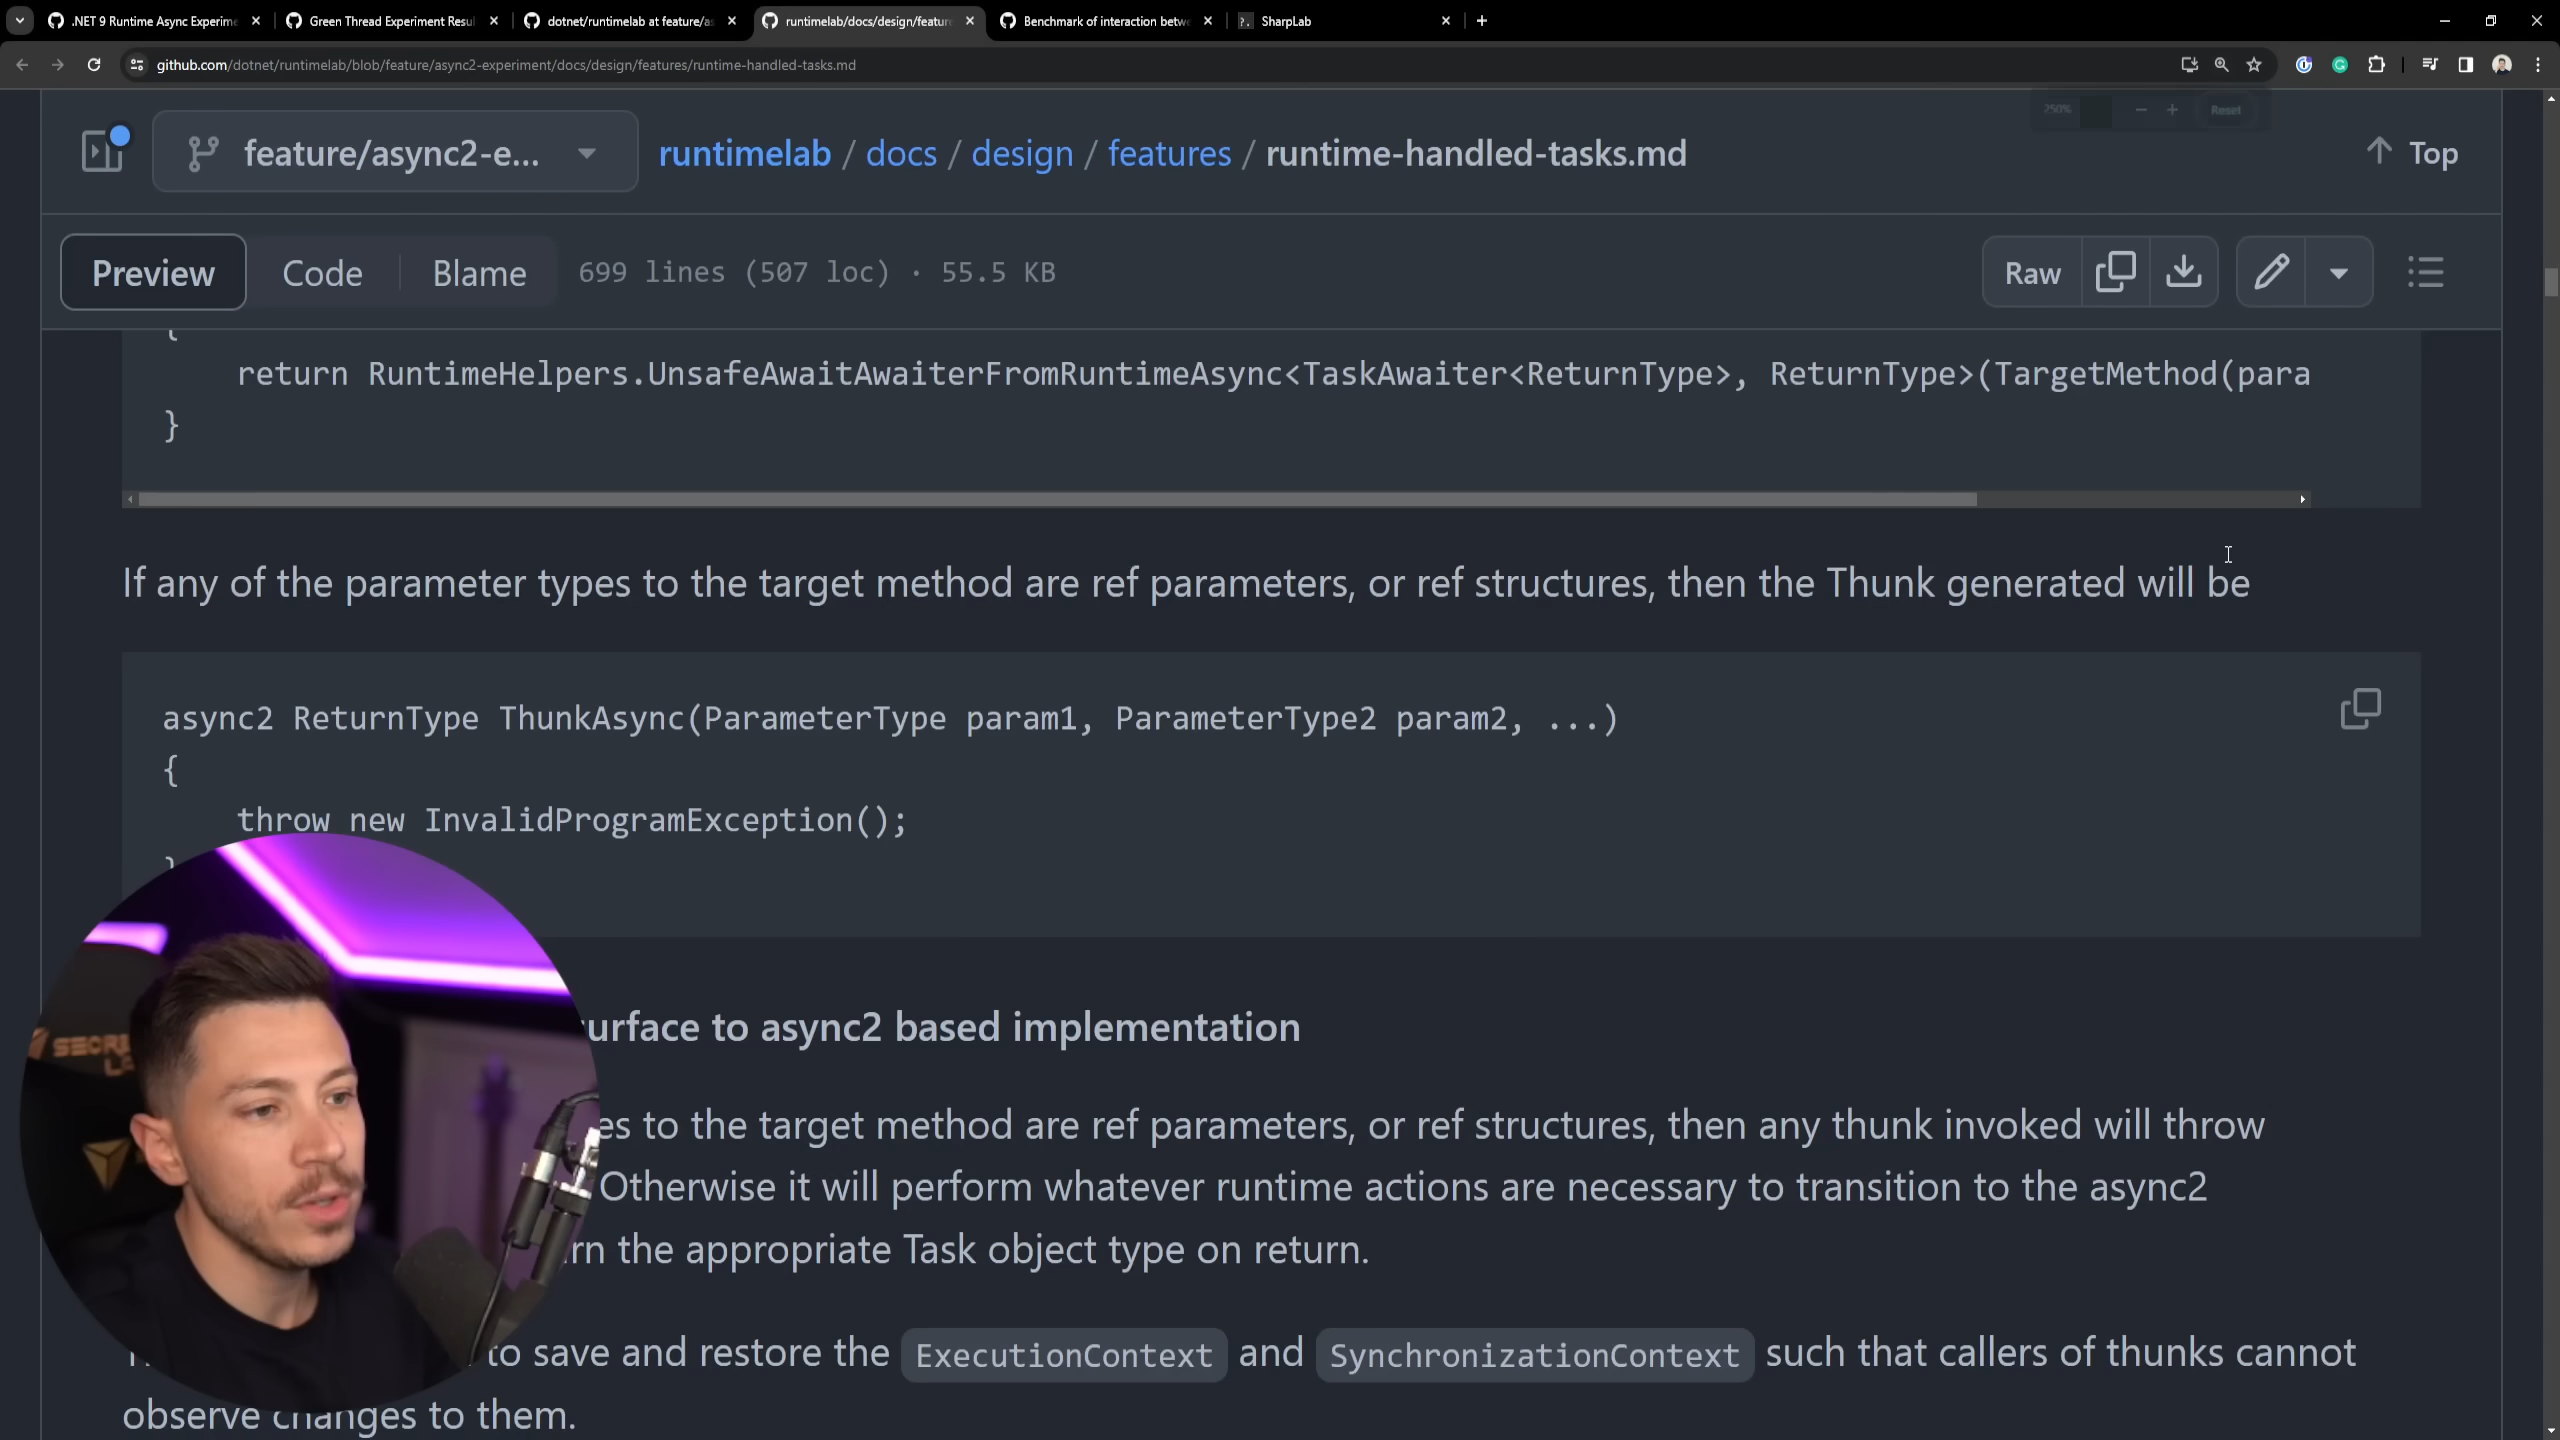 .NET 9 Runtime Async Experime
Green Thread Experiment Resul
dotnet/runtimelab at feature/as
runtimelab/docs/design/feature
Benchmark of interaction betwe
SharpLab
github.com/dotnet/runtimelab/blob/feature/async2-experiment/docs/design/features/runtime-handled-tasks.md
250%
Reset
feature/async2-e...
runtimelab / docs / design / features / runtime-handled-tasks.md
Top
Preview
Code
Blame
699 lines (507 loc) · 55.5 KB
Raw
{
return RuntimeHelpers.UnsafeAwaitAwaiterFromRuntimeAsync<TaskAwaiter<ReturnType>, ReturnType>(TargetMethod(para
}
If any of the parameter types to the target method are ref parameters, or ref structures, then the Thunk generated will be
async2 ReturnType ThunkAsync(ParameterType param1, ParameterType2 param2, ...)
{
throw new InvalidProgramException();
}
surface to async2 based implementation
es to the target method are ref parameters, or ref structures, then any thunk invoked will throw
Otherwise it will perform whatever runtime actions are necessary to transition to the async2
rn the appropriate Task object type on return.
to save and restore the ExecutionContext and SynchronizationContext such that callers of thunks cannot
observe changes to them.